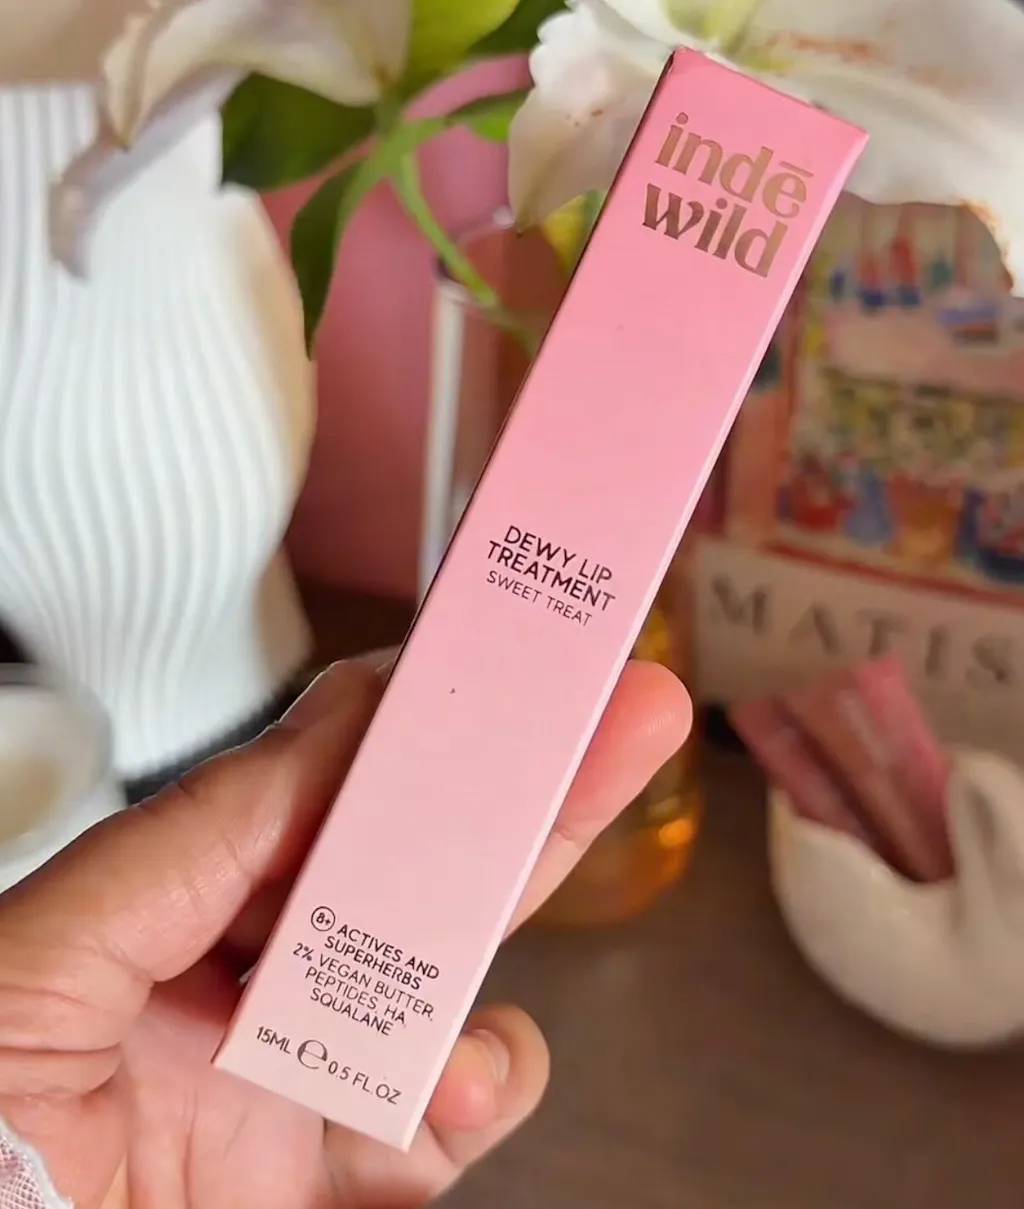 indē
wild
DEWY LIP
TREATMENT
SWEET TREAT
8+ ACTIVES AND
SUPERHERBS
2% VEGAN BUTTER,
PEPTIDES, HA,
SQUALANE
15ML ℮ 0.5 FL.OZ
MATIS